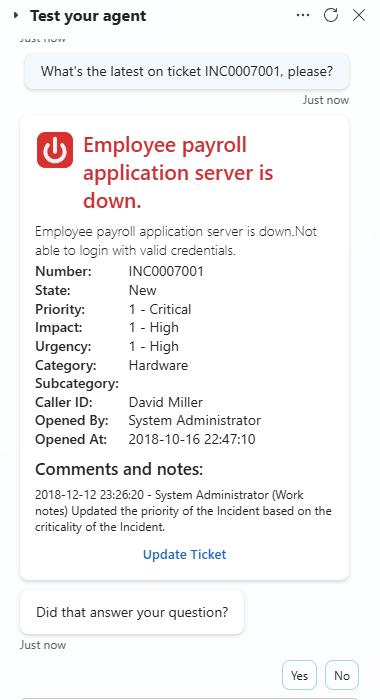 Test your agent
Just now
What's the latest on ticket INC0007001, please?
Just now
Employee payroll
application server is
down.
Employee payroll application server is down.Not
able to login with valid credentials.
Number: INC0007001
State: New
Priority: 1 - Critical
Impact: 1 - High
Urgency: 1 - High
Category: Hardware
Subcategory:
Caller ID: David Miller
Opened By: System Administrator
Opened At: 2018-10-16 22:47:10
Comments and notes:
2018-12-12 23:26:20 - System Administrator (Work
notes) Updated the priority of the Incident based on the
criticality of the Incident.
Update Ticket
Did that answer your question?
Just now
Yes No